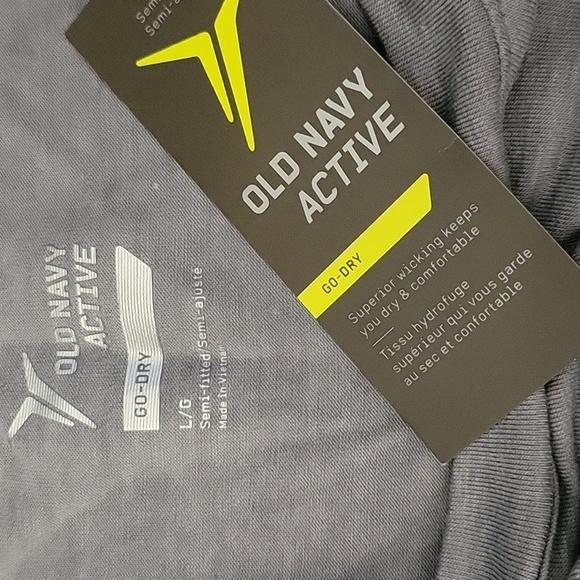 OLD NAVY
ACTIVE
GO-DRY
Superior wicking keeps
you dry & comfortable
Tissu hydrofuge
supérieur qui vous garde
au sec et confortable
OLD NAVY
ACTIVE
GO-DRY
L/G
Semi-fitted/Semi-ajusté
Made in Vietnam